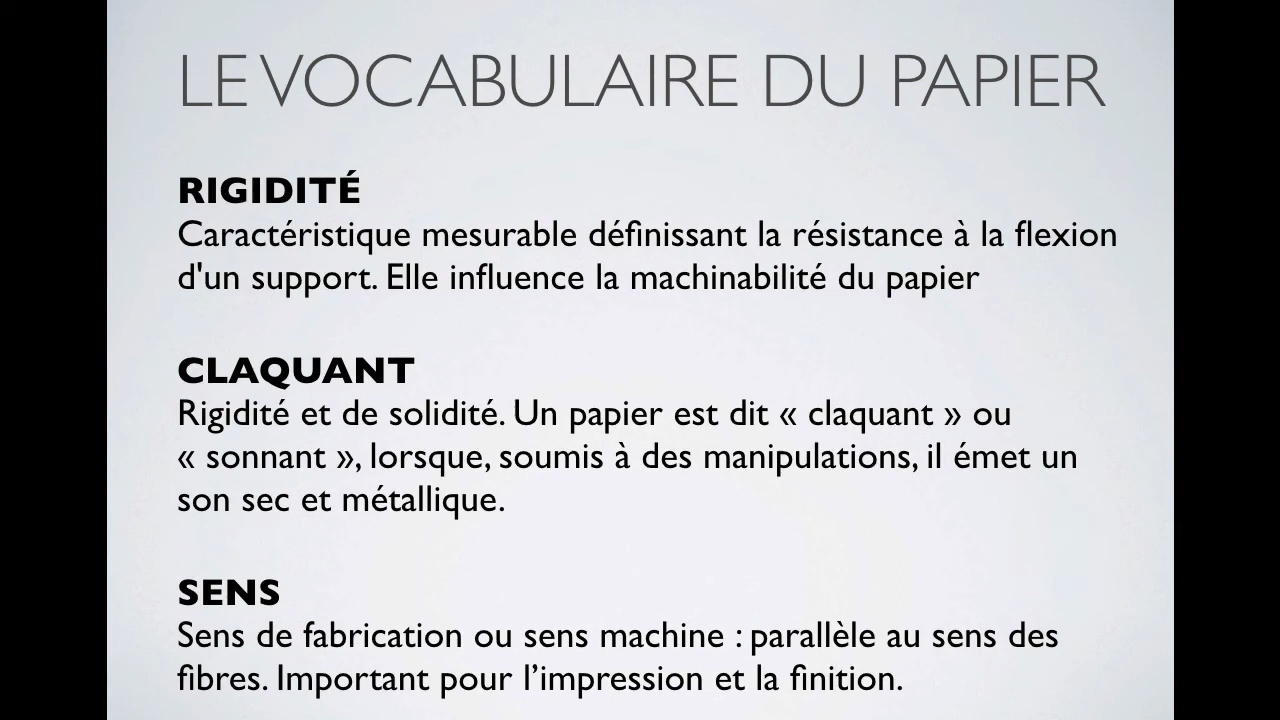 LE VOCABULAIRE DU PAPIER
RIGIDITÉ
Caractéristique mesurable définissant la résistance à la flexion
d'un support. Elle influence la machinabilité du papier
CLAQUANT
Rigidité et de solidité. Un papier est dit « claquant » ou
« sonnant », lorsque, soumis à des manipulations, il émet un
son sec et métallique.
SENS
Sens de fabrication ou sens machine : parallèle au sens des
fibres. Important pour l’impression et la finition.